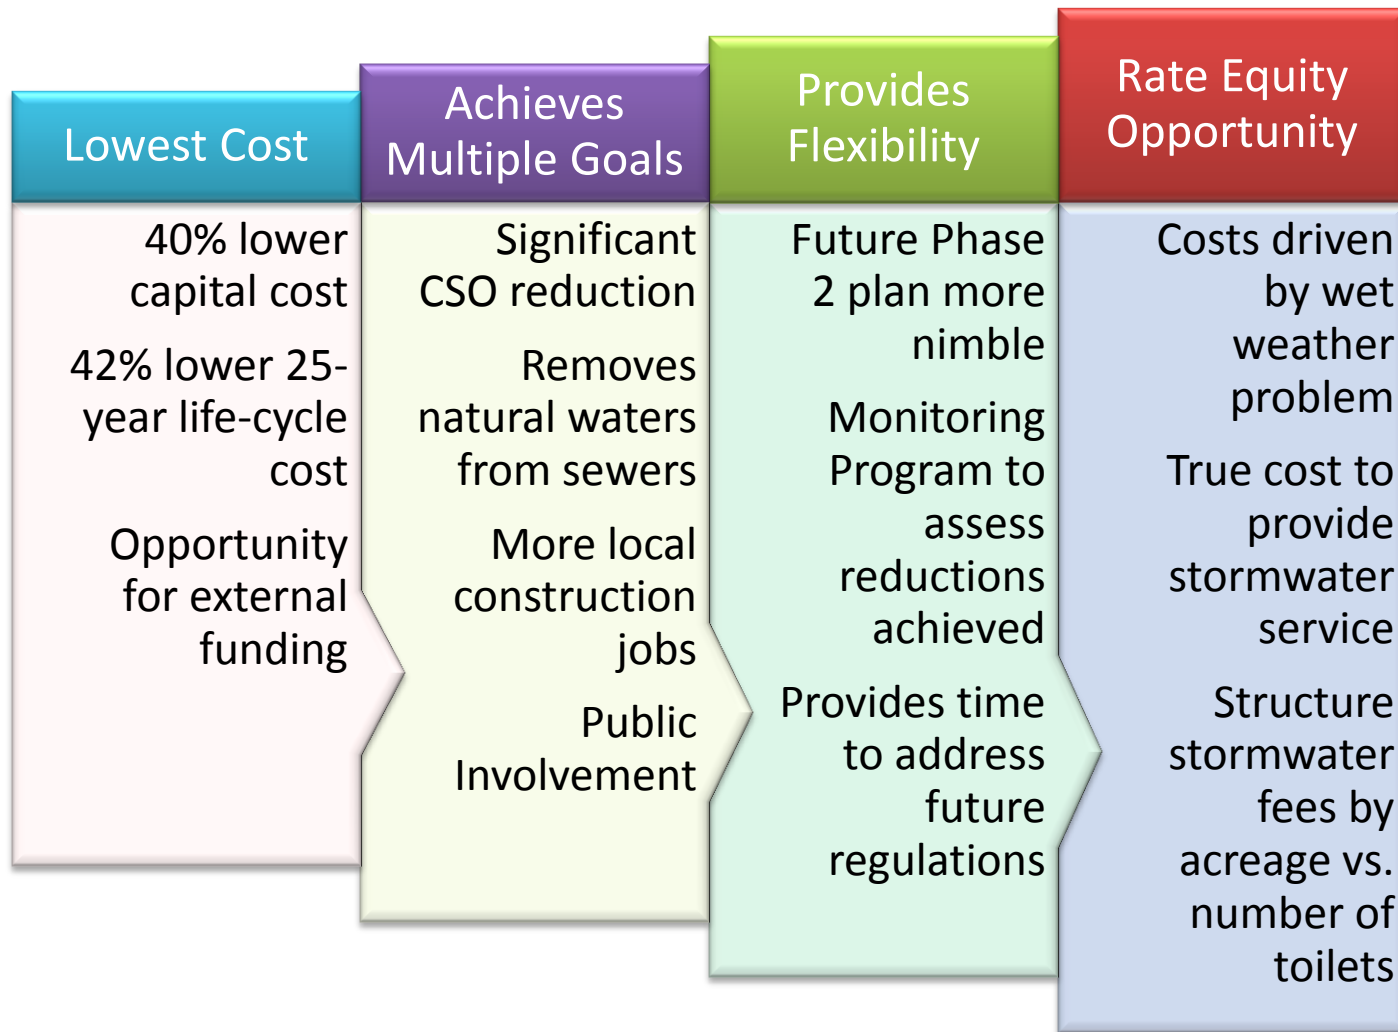 Lowest Cost
40% lower
capital cost
42% lower 25-
year life-cycle
cost
Opportunity
for external
funding
Achieves
Multiple Goals
Significant
CSO reduction
Removes
natural waters
from sewers
More local
construction
jobs
Public
Involvement
Provides
Flexibility
Future Phase
2 plan more
nimble
Monitoring
Program to
assess
reductions
achieved
Provides time
to address
future
regulations
Rate Equity
Opportunity
Costs driven
by wet
weather
problem
True cost to
provide
stormwater
service
Structure
stormwater
fees by
acreage vs.
number of
toilets